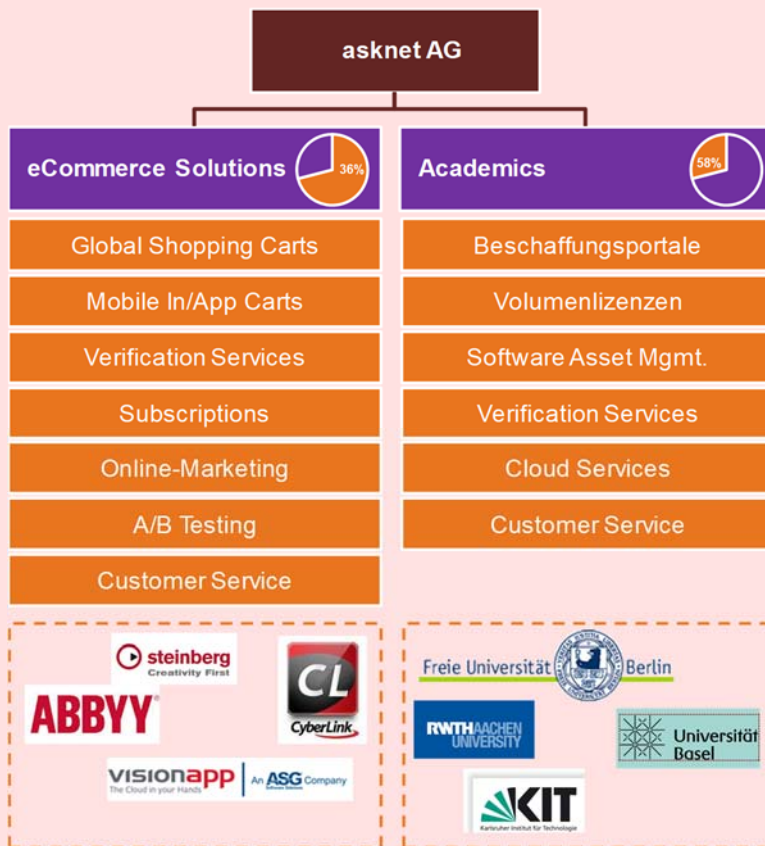 asknet AG
eCommerce Solutions
36%
Academics
58%
Global Shopping Carts
Mobile In/App Carts
Verification Services
Subscriptions
Online-Marketing
A/B Testing
Customer Service
Beschaffungsportale
Volumenlizenzen
Software Asset Mgmt.
Verification Services
Cloud Services
Customer Service
steinberg
Creativity First
ABBYY®
CL
CyberLink
visionapp
The Cloud in your Hands
An ASG Company
Software Solutions
Freie Universität Berlin
RWTHAACHEN
UNIVERSITY
Universität
Basel
KIT
Karlsruher Institut für Technologie